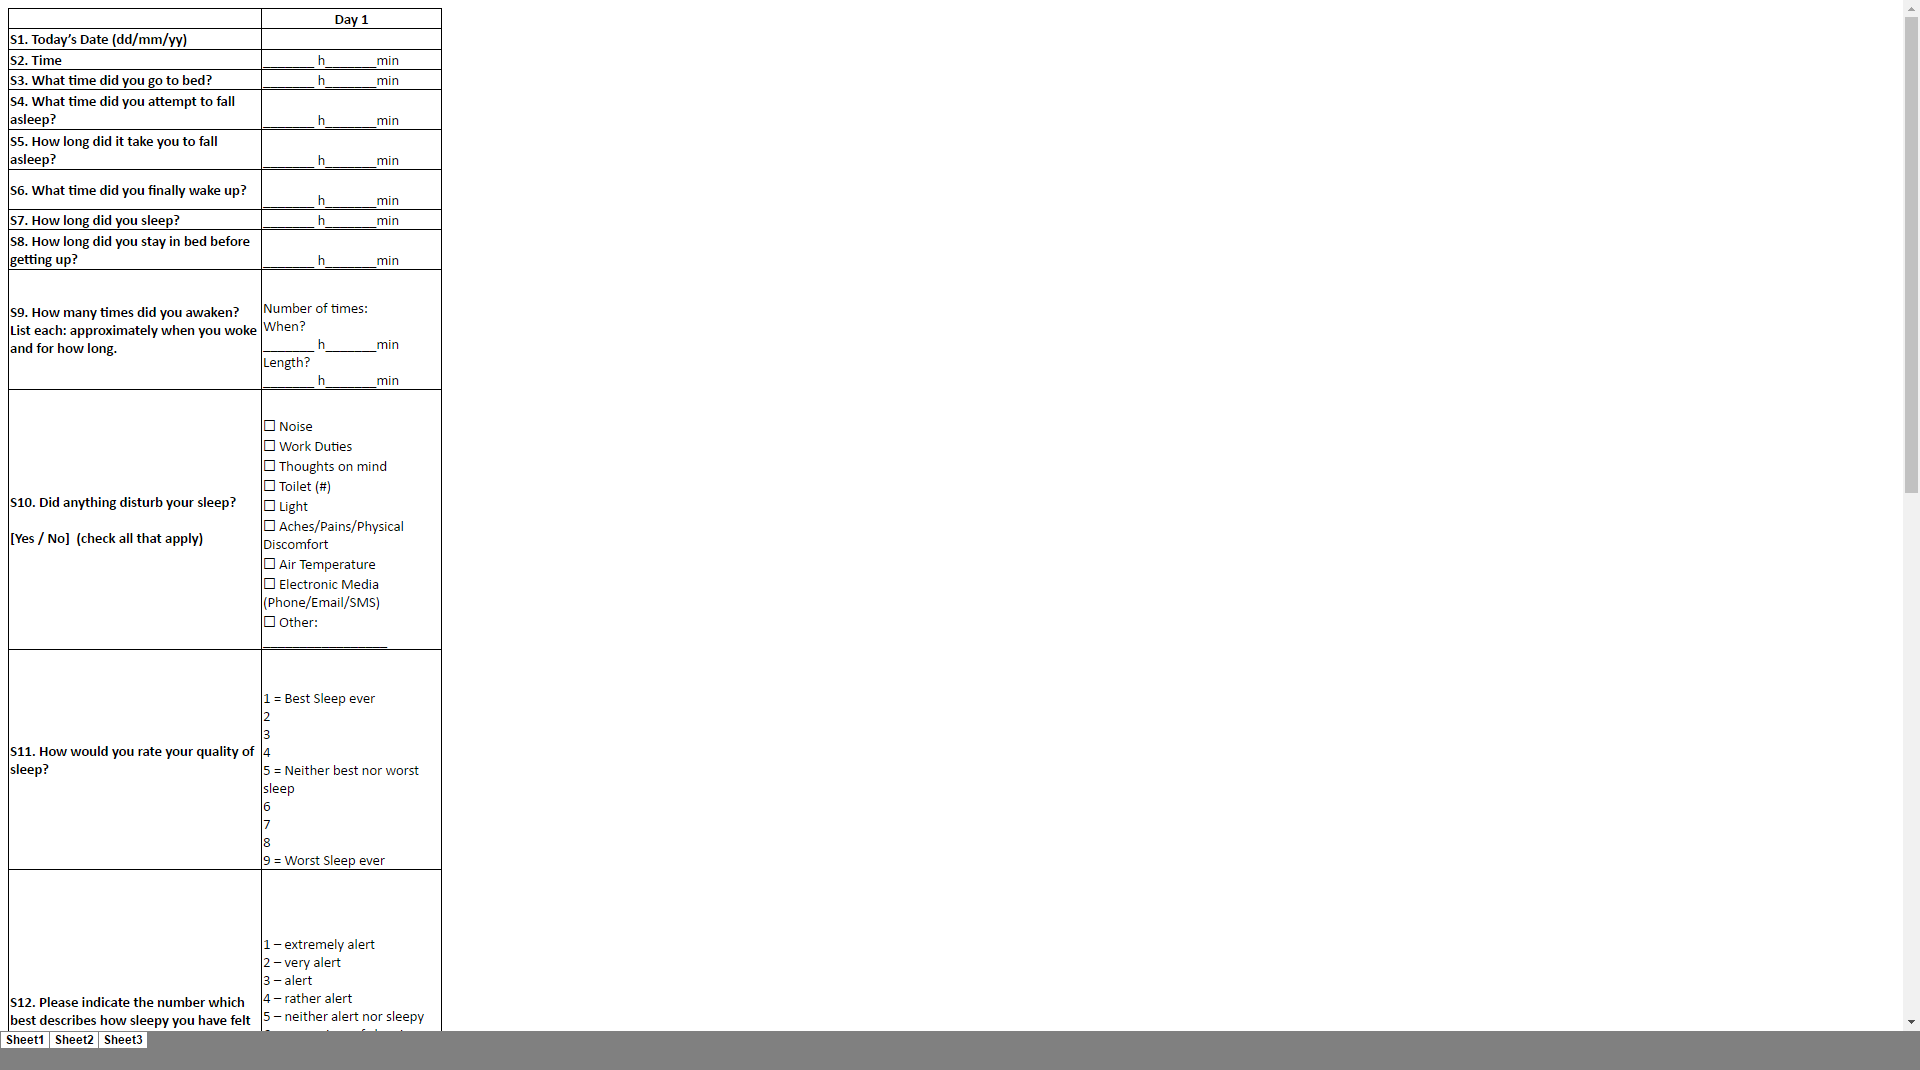 Day 1
S1. Today's Date (dd/mm/yy)
S2. Time
_______ h_______min
S3. What time did you go to bed?
_______ h_______min
S4. What time did you attempt to fall
asleep?
_______ h_______min
S5. How long did it take you to fall
asleep?
_______ h_______min
S6. What time did you finally wake up?
_______ h_______min
S7. How long did you sleep?
_______ h_______min
S8. How long did you stay in bed before
getting up?
_______ h_______min
S9. How many times did you awaken?
List each: approximately when you woke
and for how long.
Number of times:
When?
_______ h_______min
Length?
_______ h_______min
S10. Did anything disturb your sleep?
[Yes / No]  (check all that apply)
☐ Noise
☐ Work Duties
☐ Thoughts on mind
☐ Toilet (#)
☐ Light
☐ Aches/Pains/Physical
Discomfort
☐ Air Temperature
☐ Electronic Media
(Phone/Email/SMS)
☐ Other:
_________________
S11. How would you rate your quality of
sleep?
1 = Best Sleep ever
2
3
4
5 = Neither best nor worst
sleep
6
7
8
9 = Worst Sleep ever
S12. Please indicate the number which
best describes how sleepy you have felt
1 – extremely alert
2 – very alert
3 – alert
4 – rather alert
5 – neither alert nor sleepy
Sheet1 Sheet2 Sheet3